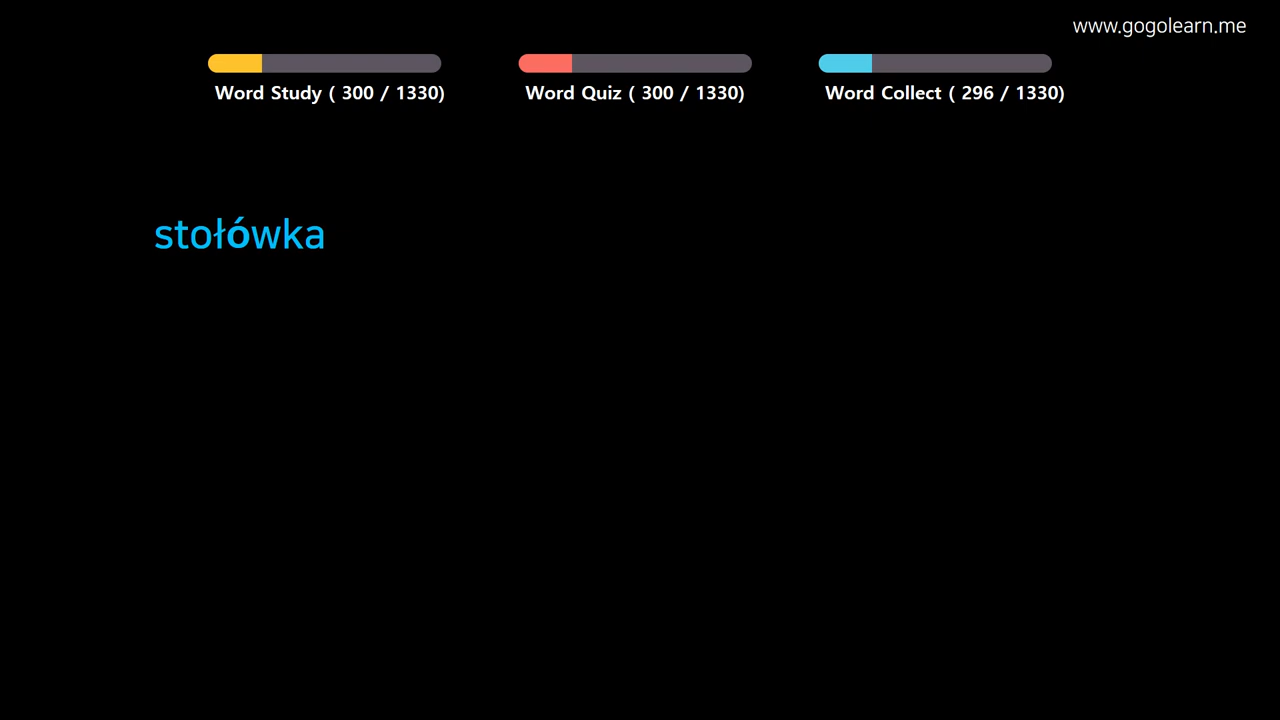 www.gogolearn.me
Word Study ( 300 / 1330)
Word Quiz ( 300 / 1330)
Word Collect ( 296 / 1330)
stołówka